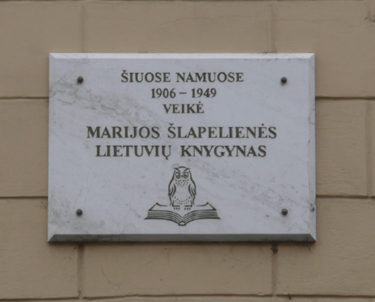 ŠIUOSE NAMUOSE
1906 – 1949
VEIKĖ
MARIJOS ŠLAPELIENĖS
LIETUVIŲ KNYGYNAS